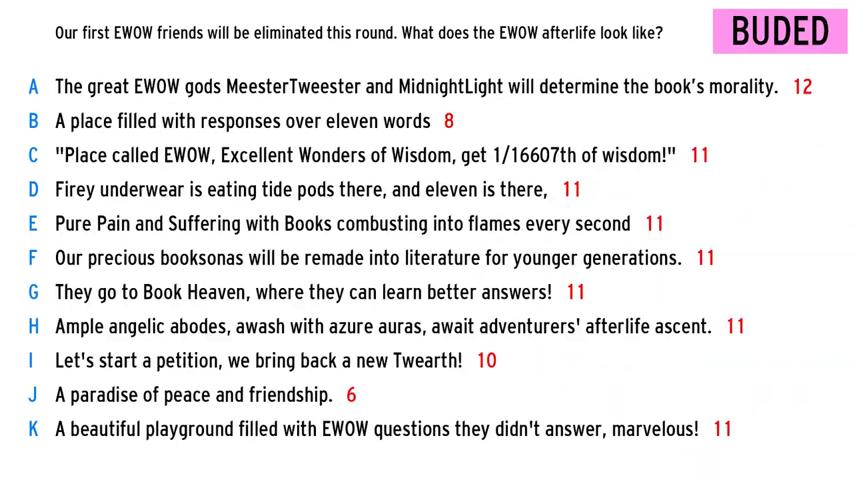 Our first EWOW friends will be eliminated this round. What does the EWOW afterlife look like?
BUDED
A The great EWOW gods MeesterTweester and MidnightLight will determine the book's morality. 12
B A place filled with responses over eleven words 8
C "Place called EWOW, Excellent Wonders of Wisdom, get 1/16607th of wisdom!" 11
D Firey underwear is eating tide pods there, and eleven is there, 11
E Pure Pain and Suffering with Books combusting into flames every second 11
F Our precious booksonas will be remade into literature for younger generations. 11
G They go to Book Heaven, where they can learn better answers! 11
H Ample angelic abodes, awash with azure auras, await adventurers' afterlife ascent. 11
I Let's start a petition, we bring back a new Twearth! 10
J A paradise of peace and friendship. 6
K A beautiful playground filled with EWOW questions they didn't answer, marvelous! 11